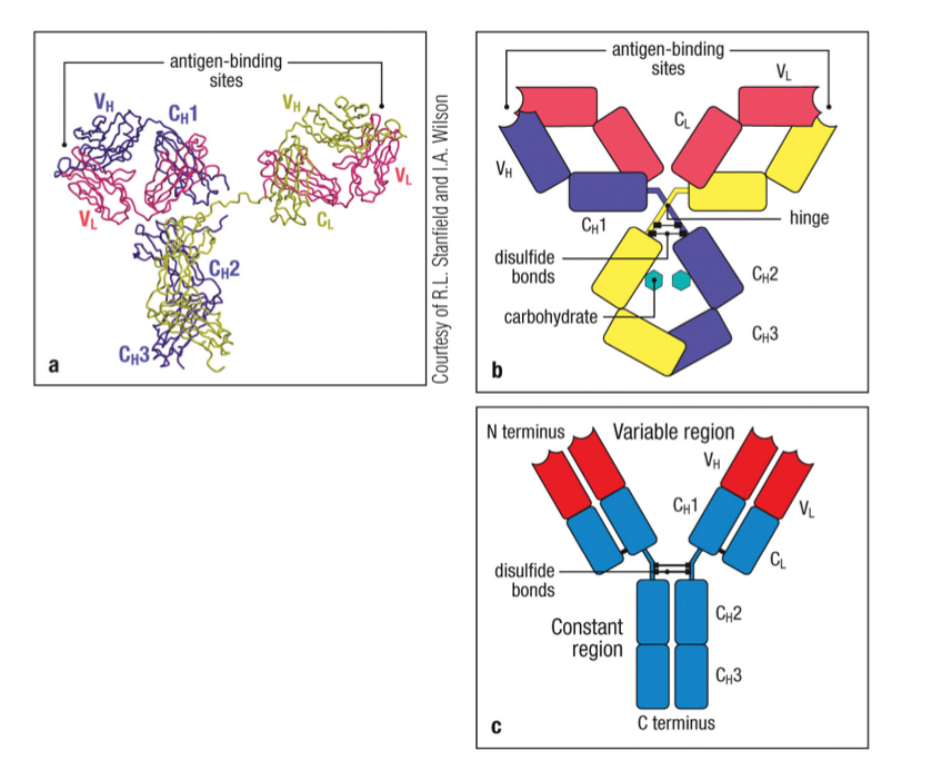 antigen-binding
sites
VH
CH1
VH
VL
VL
CL
CH2
CH3
a
Courtesy of R.L. Stanfield and I.A. Wilson
antigen-binding
sites
VL
CL
VH
CH1
hinge
disulfide
bonds
CH2
carbohydrate
CH3
b
N terminus
Variable region
VH
CH1
VL
CL
disulfide
bonds
CH2
Constant
region
CH3
C terminus
c